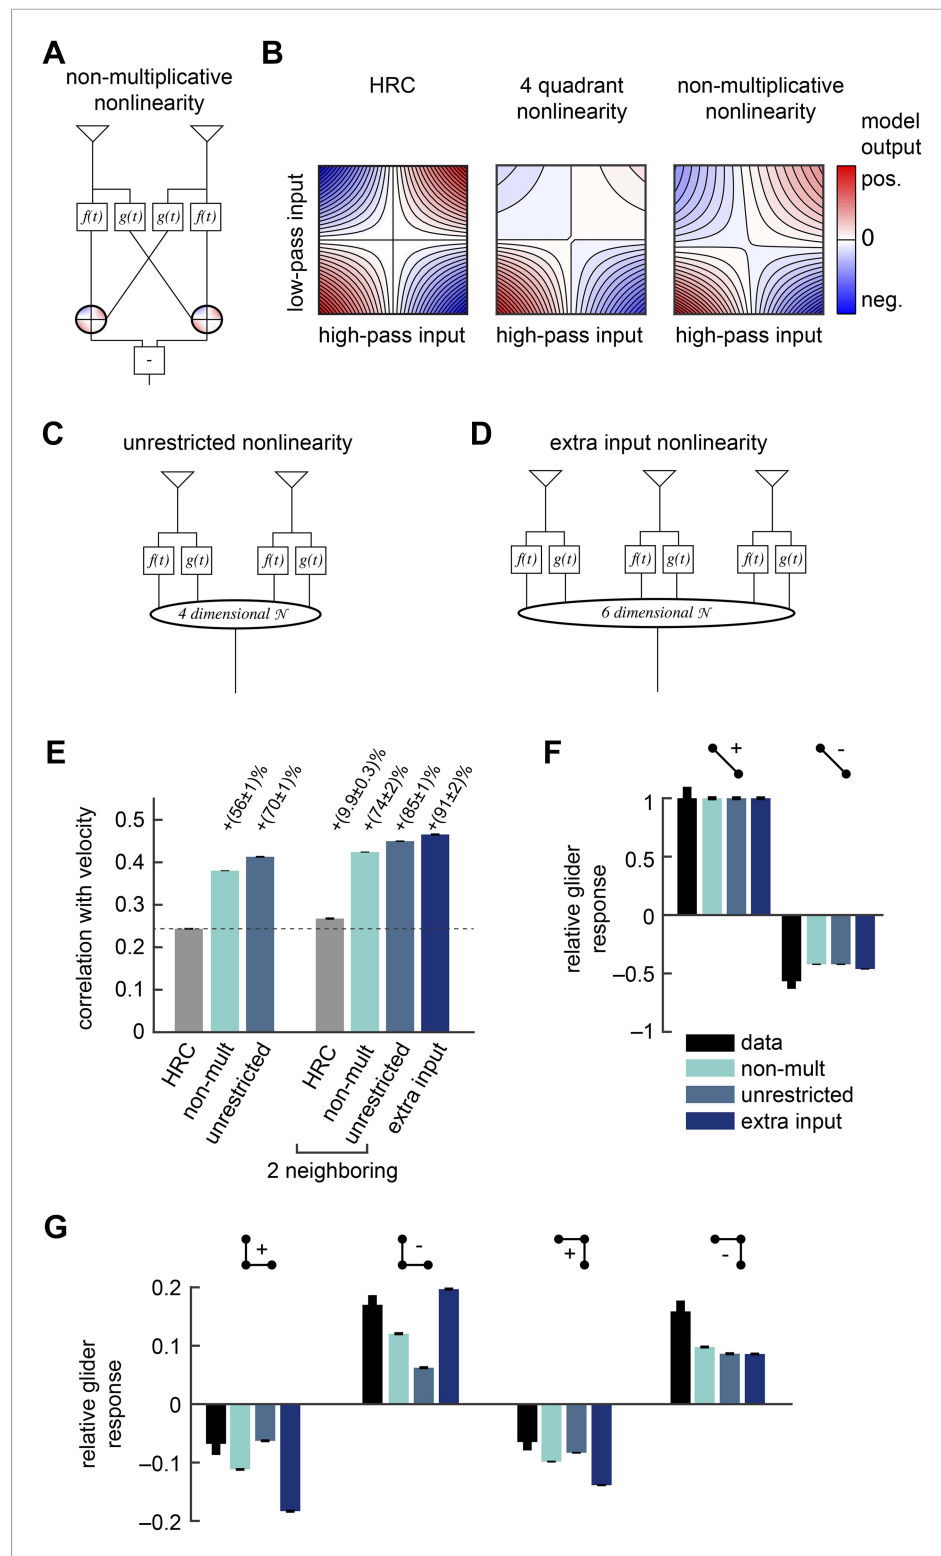 A
non-multiplicative
nonlinearity
f(t)
g(t)
g(t)
f(t)
-
B
HRC
4 quadrant
nonlinearity
non-multiplicative
nonlinearity
model
output
pos.
0
neg.
low-pass input
high-pass input
high-pass input
high-pass input
C
unrestricted nonlinearity
f(t)
g(t)
f(t)
g(t)
4 dimensional N
D
extra input nonlinearity
f(t)
g(t)
f(t)
g(t)
f(t)
g(t)
6 dimensional N
E
correlation with velocity
0.5
0.4
0.3
0.2
0.1
0
+(56±1)%
+(70±1)%
+(9.9±0.3)%
+(74±2)%
+(85±1)%
+(91±2)%
HRC
non-mult
unrestricted
HRC
non-mult
unrestricted
extra input
2 neighboring
F
+
-
relative glider
response
1
0.5
0
−0.5
−1
data
non-mult
unrestricted
extra input
G
+
-
+
-
relative glider
response
0.2
0.1
0
−0.1
−0.2